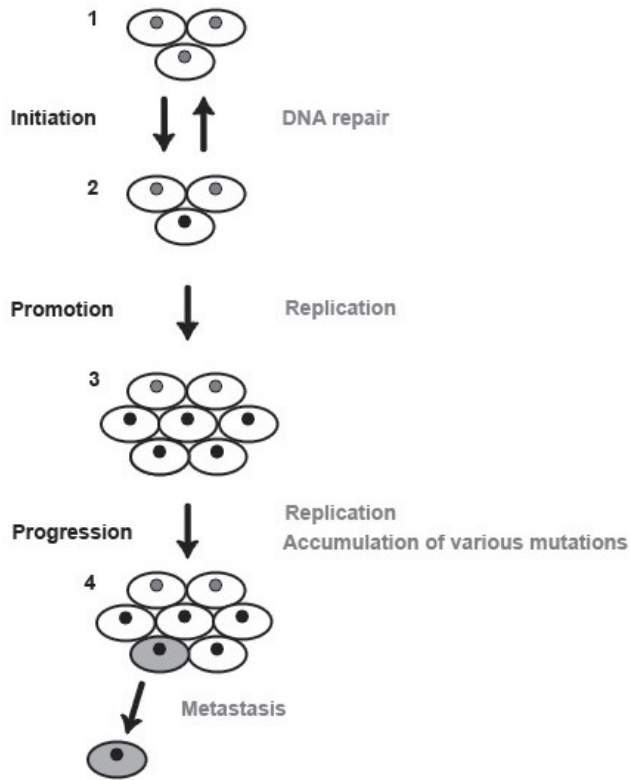 1
Initiation DNA repair
2
Promotion Replication
3
Replication
Progression Accumulation of various mutations
4
Metastasis